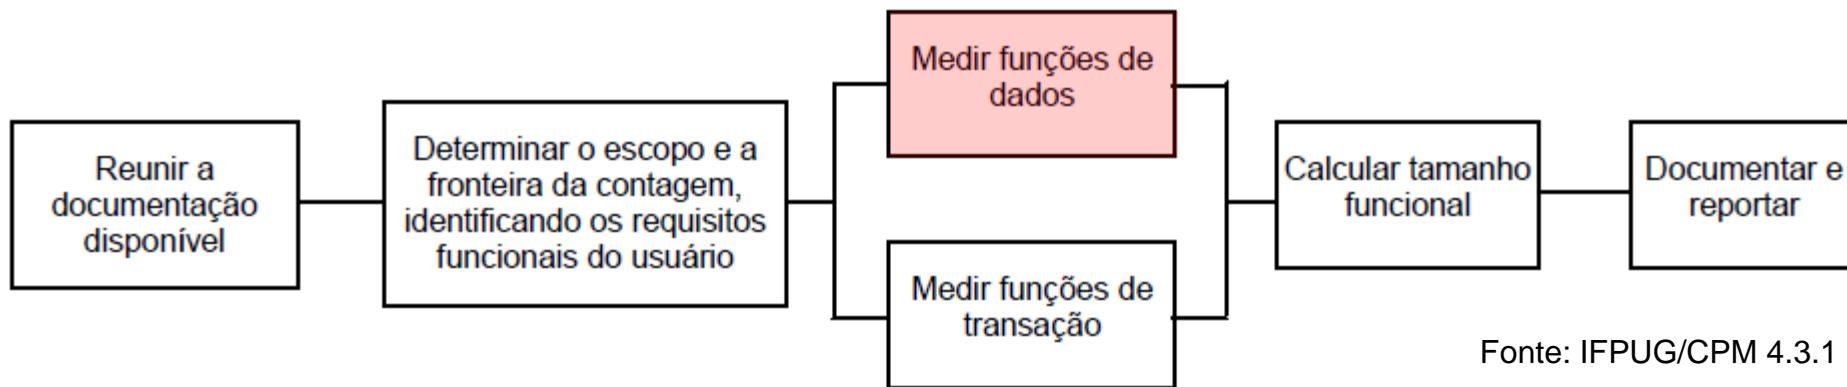 Reunir a
documentação
disponível
Determinar o escopo e a
fronteira da contagem,
identificando os requisitos
funcionais do usuário
Medir funções de
dados
Medir funções de
transação
Calcular tamanho
funcional
Documentar e
reportar
Fonte: IFPUG/CPM 4.3.1